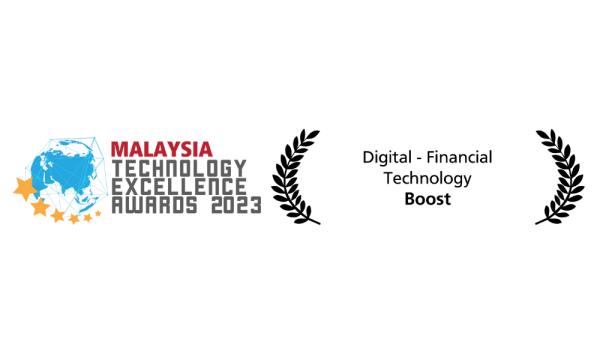 MALAYSIA
TECHNOLOGY
EXCELLENCE
AWARDS 2023
Digital - Financial
Technology
Boost